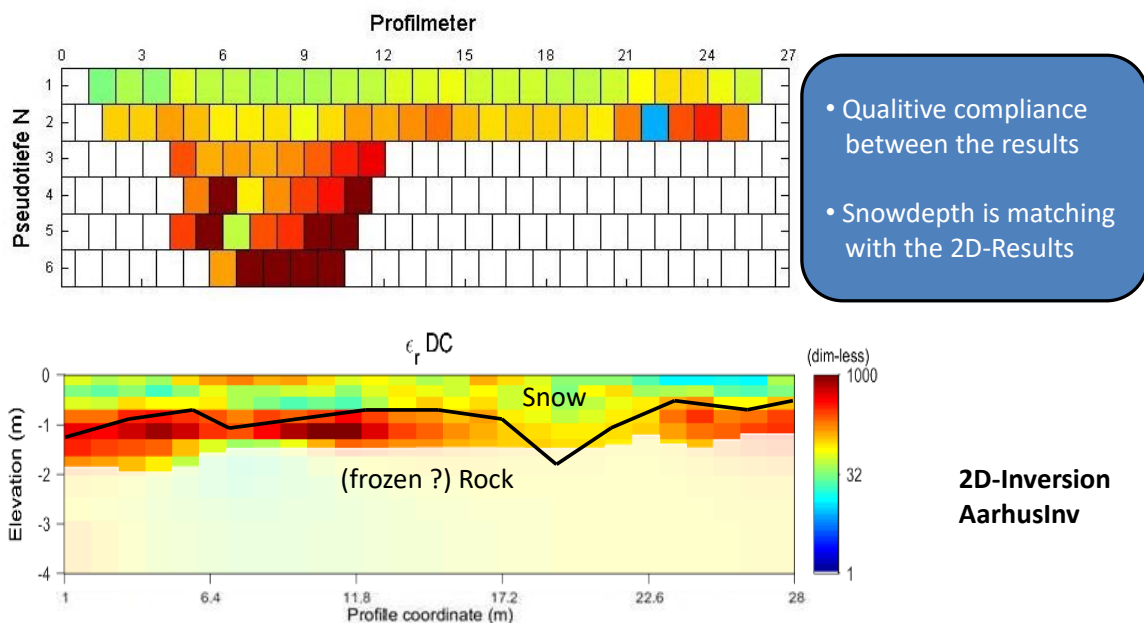 Profilmeter
0 3 6 9 12 15 18 21 24 27
Pseudotiefe N
1
2
3
4
5
6
• Qualitive compliance
between the results
• Snowdepth is matching
with the 2D-Results
ϵr DC
(dim-less)
Elevation (m)
0
-1
-2
-3
-4
Snow
(frozen ?) Rock
1000
32
1
2D-Inversion
AarhusInv
1 6.4 11.8 17.2 22.6 28
Profile coordinate (m)